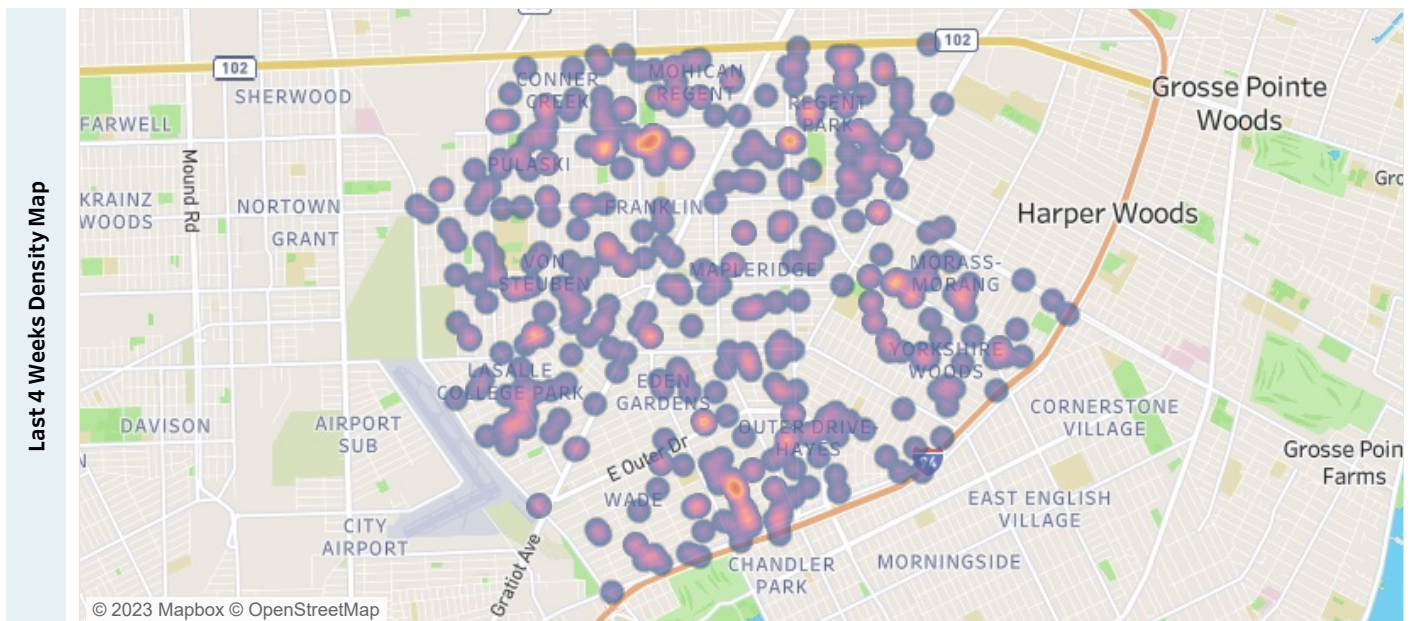 Last 4 Weeks Density Map
102
102
CONNER
CREEK
MOHICAN
REGENT
SHERWOOD
REGENT
PARK
Grosse Pointe
Woods
FARWELL
Mound Rd
PULASKI
Gro
KRAINZ
WOODS
NORTOWN
FRANKLIN
Harper Woods
GRANT
VON
STEUBEN
MAPLERIDGE
MORASS-
MORANG
YORKSHIRE
WOODS
LASALLE
COLLEGE PARK
EDEN
GARDENS
CORNERSTONE
VILLAGE
DAVISON
AIRPORT
SUB
OUTER DRIVE-
HAYES
E Outer Dr
N
94
Grosse Poin
Farms
WADE
EAST ENGLISH
VILLAGE
CITY
AIRPORT
Gratiot Ave
CHANDLER
PARK
MORNINGSIDE
© 2023 Mapbox © OpenStreetMap